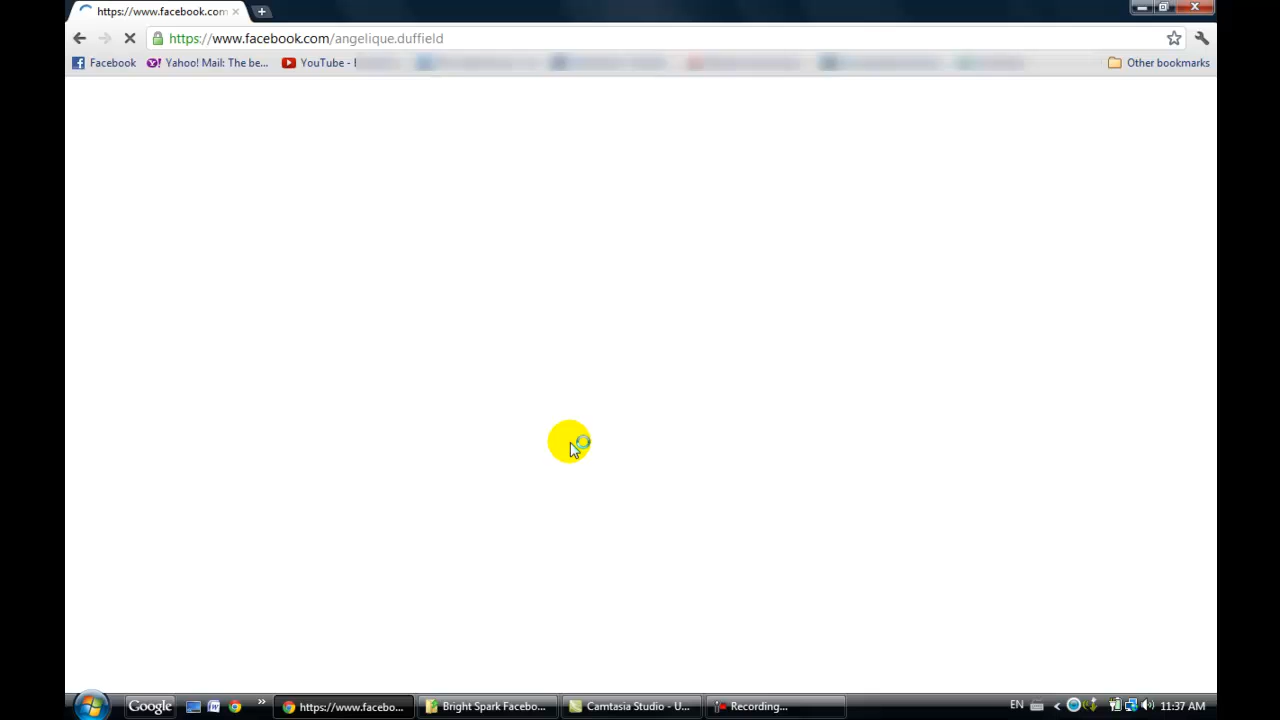 https://www.facebook.com
https://www.facebook.com/angelique.duffield
Facebook
Yahoo! Mail: The be...
YouTube -
Other bookmarks
Google
»
https://www.facebo...
Bright Spark Facebo...
Camtasia Studio - U...
Recording...
EN
11:37 AM